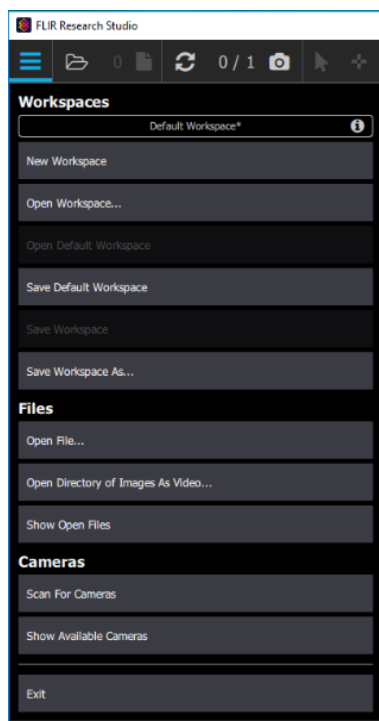 FLIR Research Studio
0
0 / 1
Workspaces
Default Workspace*
New Workspace
Open Workspace...
Open Default Workspace
Save Default Workspace
Save Workspace
Save Workspace As...
Files
Open File...
Open Directory of Images As Video...
Show Open Files
Cameras
Scan For Cameras
Show Available Cameras
Exit